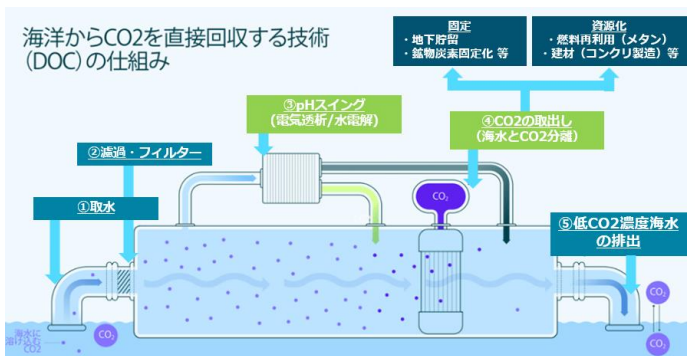 海洋からCO2を直接回収する技術
（DOC）の仕組み
固定
・地下貯留
・鉱物炭素固定化 等
資源化
・燃料再利用（メタン）
・建材（コンクリ製造）等
③pHスイング
(電気透析/水電解)
④CO2の取出し
（海水とCO2分離）
②濾過・フィルター
①取水
CO₂
⑤低CO2濃度海水
の排出
海水に
溶け込む
CO2
CO₂
CO₂
CO₂